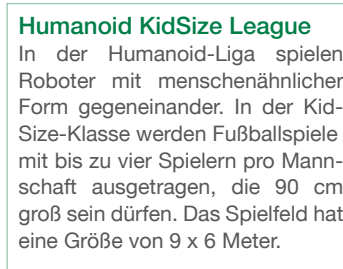 Humanoid KidSize League
In der Humanoid-Liga spielen
Roboter mit menschenähnlicher
Form gegeneinander. In der Kid-
Size-Klasse werden Fußballspiele
mit bis zu vier Spielern pro Mann-
schaft ausgetragen, die 90 cm
groß sein dürfen. Das Spielfeld hat
eine Größe von 9 x 6 Meter.